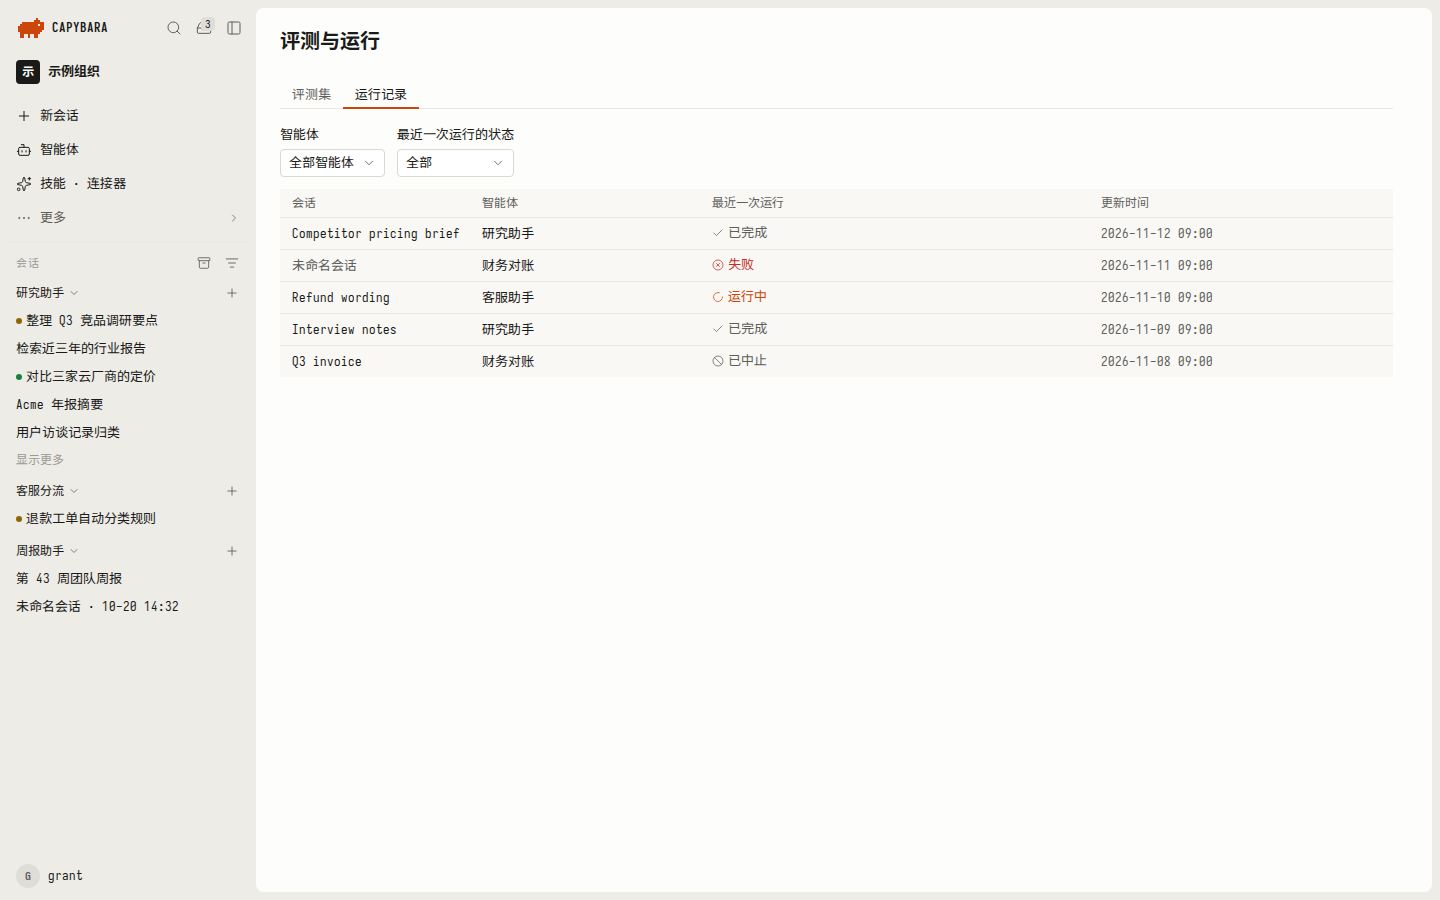 CAPYBARA
3
示 示例组织
新会话
智能体
技能 · 连接器
更多
会话
研究助手
整理 Q3 竞品调研要点
检索近三年的行业报告
对比三家云厂商的定价
Acme 年报摘要
用户访谈记录归类
显示更多
客服分流
退款工单自动分类规则
周报助手
第 43 周团队周报
未命名会话 · 10-20 14:32
G grant
评测与运行
评测集 运行记录
智能体 最近一次运行的状态
全部智能体 全部
会话 智能体 最近一次运行 更新时间
Competitor pricing brief 研究助手 已完成 2026-11-12 09:00
未命名会话 财务对账 失败 2026-11-11 09:00
Refund wording 客服助手 运行中 2026-11-10 09:00
Interview notes 研究助手 已完成 2026-11-09 09:00
Q3 invoice 财务对账 已中止 2026-11-08 09:00